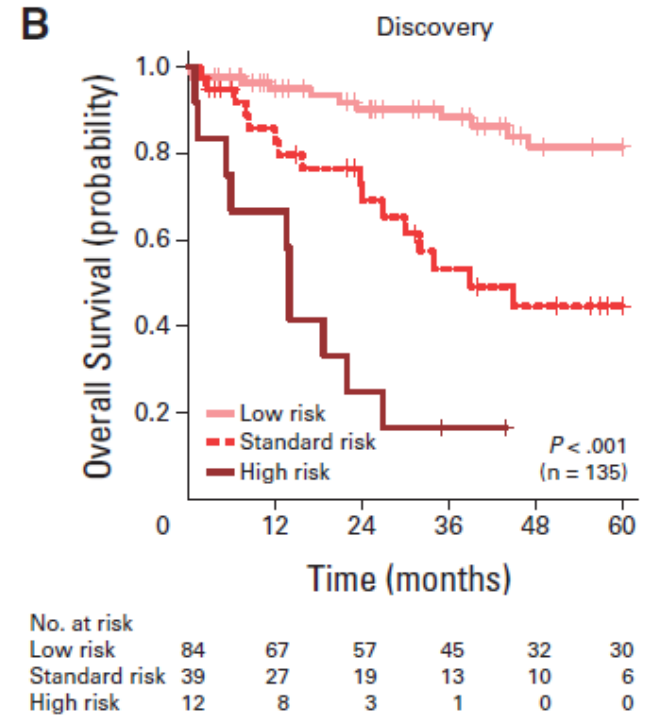 B
Discovery
Overall Survival (probability)
1.0
0.8
0.6
0.4
0.2
Low risk
Standard risk
High risk
P < .001
(n = 135)
0 12 24 36 48 60
Time (months)
No. at risk
Low risk 84 67 57 45 32 30
Standard risk 39 27 19 13 10 6
High risk 12 8 3 1 0 0